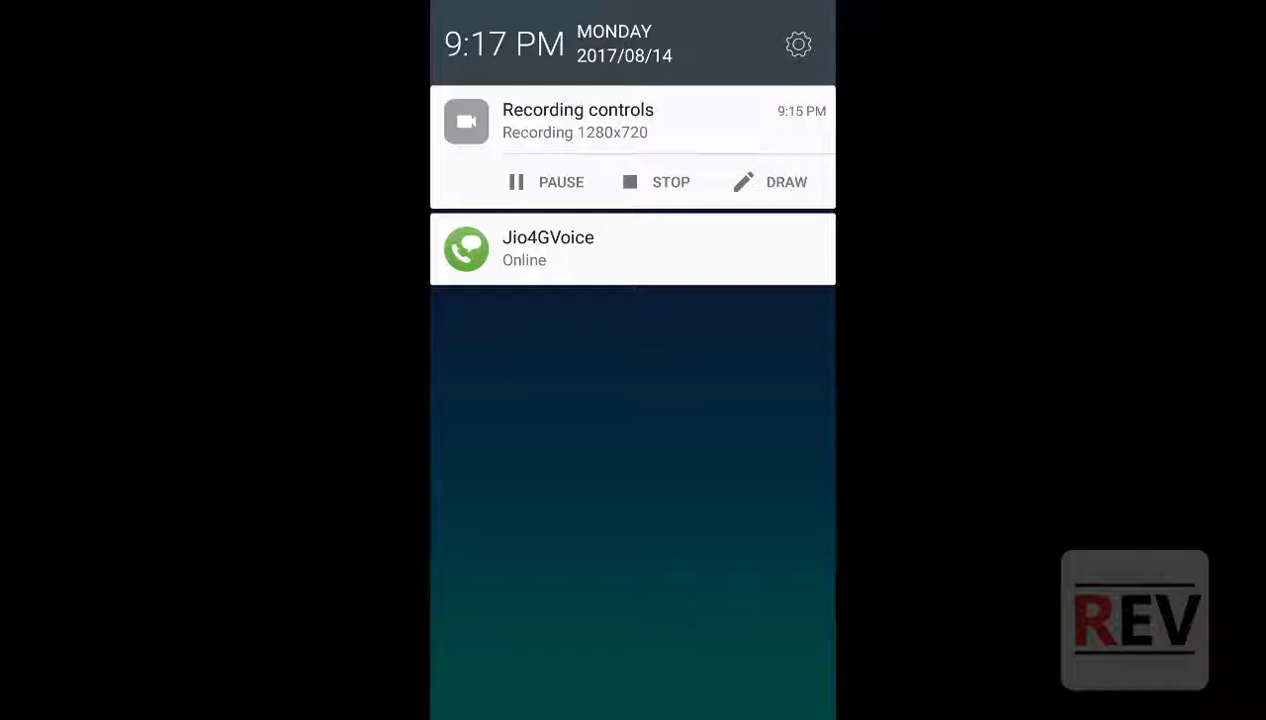 9:17 PM
MONDAY
2017/08/14
Recording controls
9:15 PM
Recording 1280x720
PAUSE STOP DRAW
Jio4GVoice
Online
REV